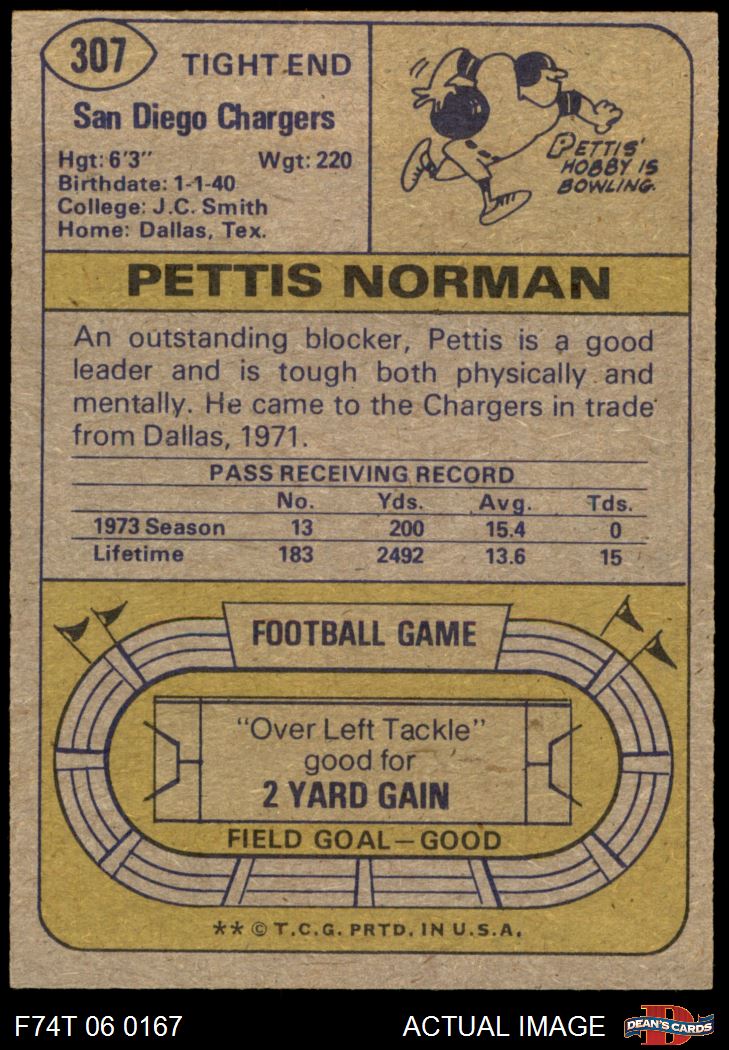 307
TIGHT END
San Diego Chargers
Hgt: 6'3" Wgt: 220
Birthdate: 1-1-40
College: J.C. Smith
Home: Dallas, Tex.
PETTIS'
HOBBY IS
BOWLING.
PETTIS NORMAN
An outstanding blocker, Pettis is a good
leader and is tough both physically and
mentally. He came to the Chargers in trade
from Dallas, 1971.
PASS RECEIVING RECORD
No. Yds. Avg. Tds.
1973 Season 13 200 15.4 0
Lifetime 183 2492 13.6 15
FOOTBALL GAME
"Over Left Tackle"
good for
2 YARD GAIN
FIELD GOAL—GOOD
** © T.C.G. PRTD. IN U.S.A.
F74T 06 0167 ACTUAL IMAGE
D
DEAN'S CARDS